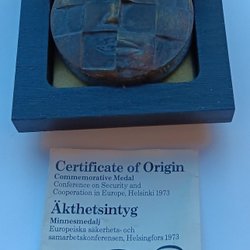 Certificate of Origin
Commemorative Medal
Conference on Security and
Cooperation in Europe, Helsinki 1973
Äkthetsintyg
Minnesmedalj
Europeiska säkerhets- och
samarbetskonferensen, Helsingfors 1973